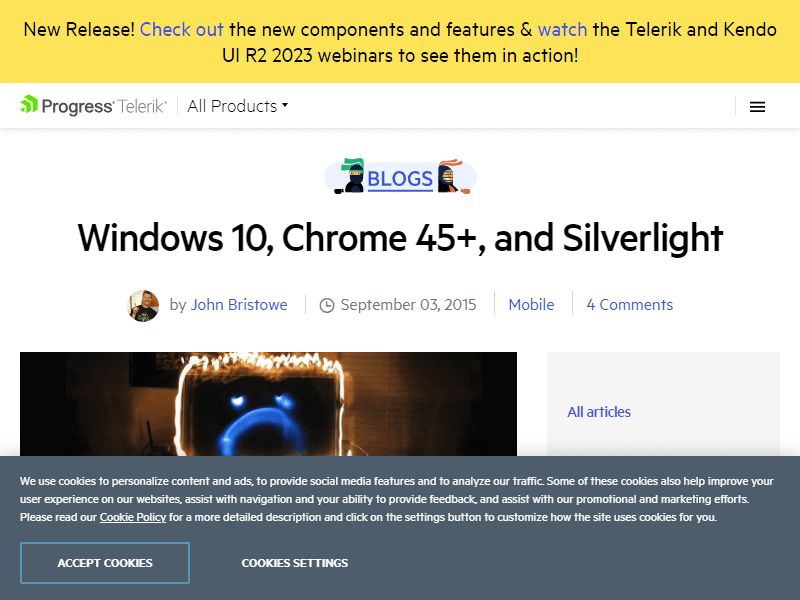 New Release! Check out the new components and features & watch the Telerik and Kendo
UI R2 2023 webinars to see them in action!
Progress Telerik
All Products
BLOGS
Windows 10, Chrome 45+, and Silverlight
by John Bristowe
September 03, 2015
Mobile
4 Comments
All articles
We use cookies to personalize content and ads, to provide social media features and to analyze our traffic. Some of these cookies also help improve your
user experience on our websites, assist with navigation and your ability to provide feedback, and assist with our promotional and marketing efforts.
Please read our Cookie Policy for a more detailed description and click on the settings button to customize how the site uses cookies for you.
ACCEPT COOKIES
COOKIES SETTINGS